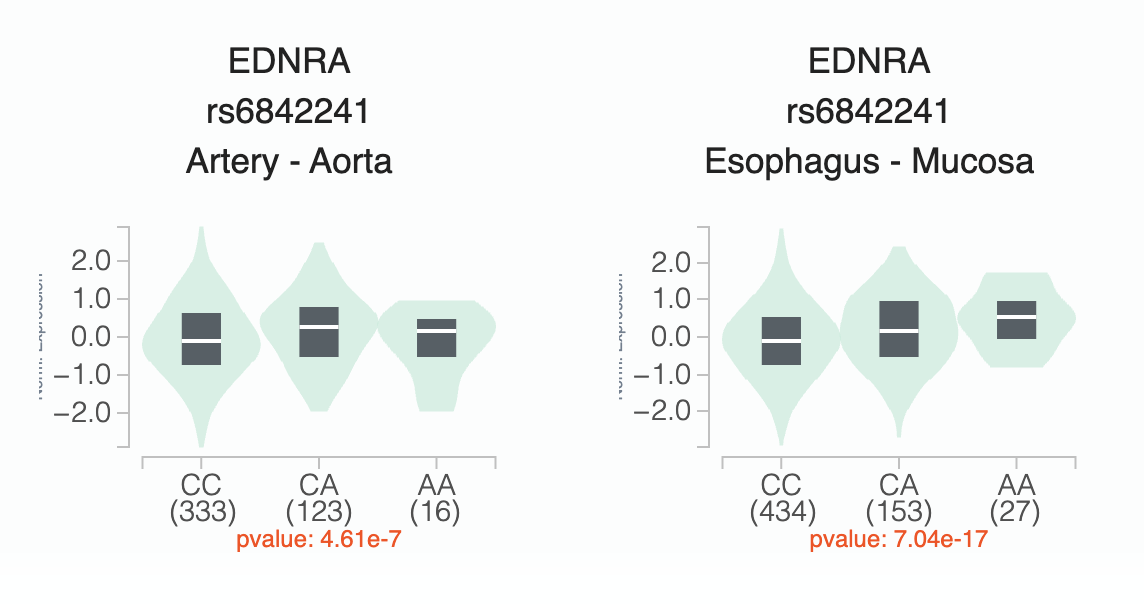 EDNRA
rs6842241
Artery - Aorta
2.0
1.0
0.0
−1.0
−2.0
CC
(333)
CA
(123)
AA
(16)
pvalue: 4.61e-7
EDNRA
rs6842241
Esophagus - Mucosa
2.0
1.0
0.0
−1.0
−2.0
CC
(434)
CA
(153)
AA
(27)
pvalue: 7.04e-17